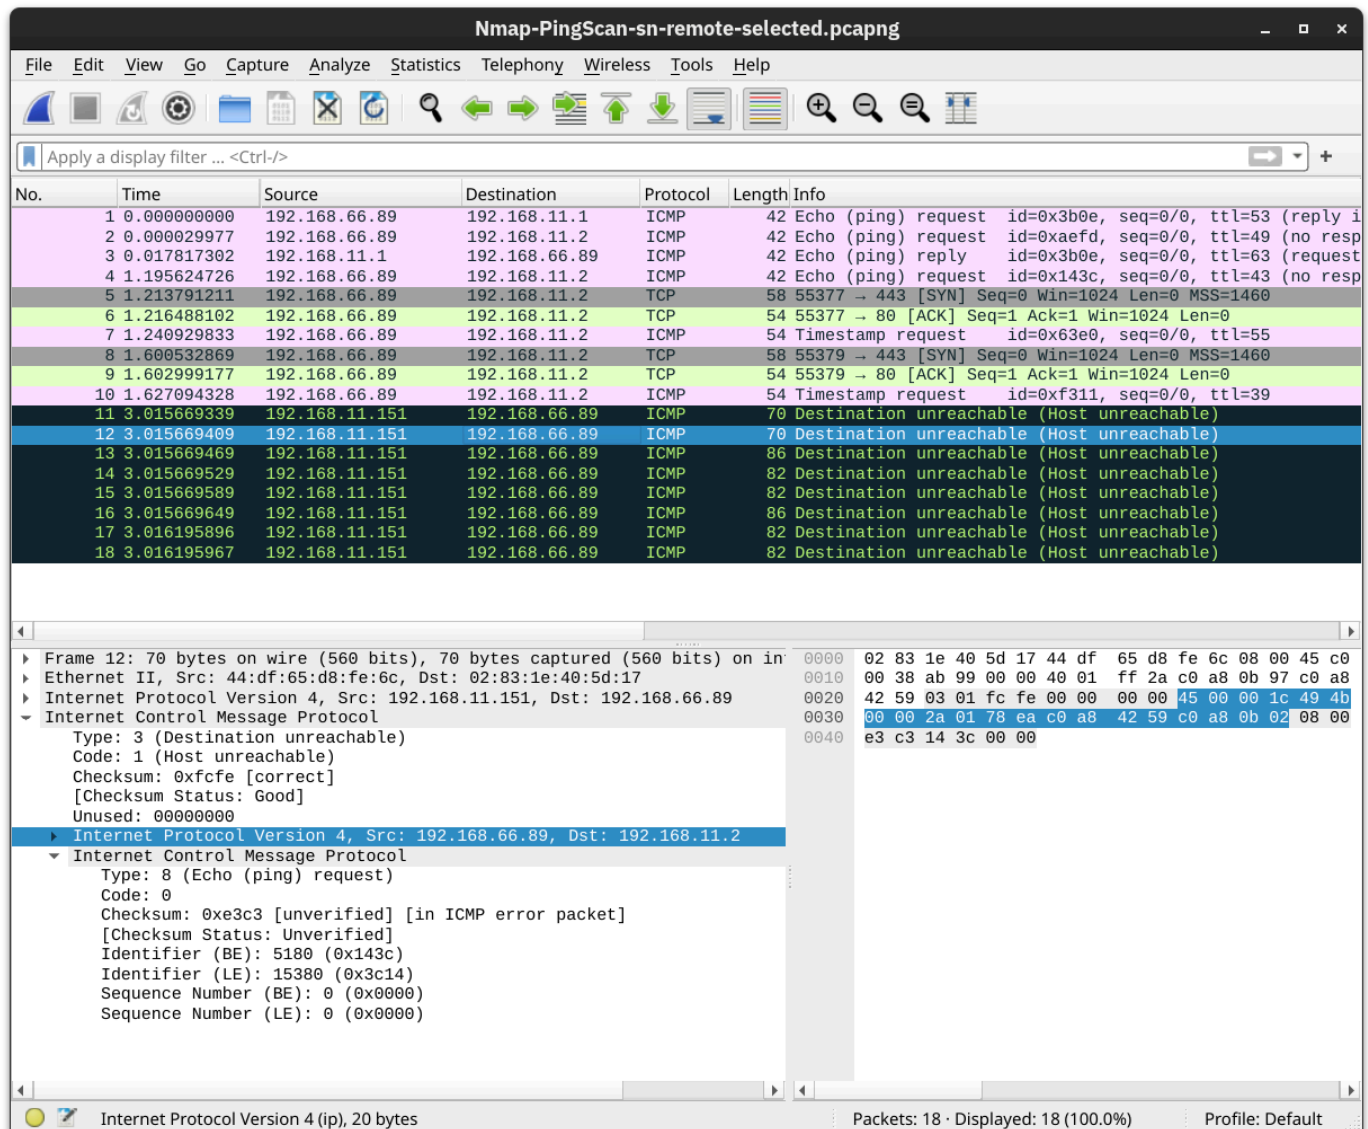 Nmap-PingScan-sn-remote-selected.pcapng
File Edit View Go Capture Analyze Statistics Telephony Wireless Tools Help
Apply a display filter ... <Ctrl-/>
No. Time Source Destination Protocol Length Info
1 0.000000000 192.168.66.89 192.168.11.1 ICMP 42 Echo (ping) request id=0x3b0e, seq=0/0, ttl=53 (reply i
2 0.000029977 192.168.66.89 192.168.11.2 ICMP 42 Echo (ping) request id=0xaefd, seq=0/0, ttl=49 (no resp
3 0.017817302 192.168.11.1 192.168.66.89 ICMP 42 Echo (ping) reply id=0x3b0e, seq=0/0, ttl=63 (request
4 1.195624726 192.168.66.89 192.168.11.2 ICMP 42 Echo (ping) request id=0x143c, seq=0/0, ttl=43 (no resp
5 1.213791211 192.168.66.89 192.168.11.2 TCP 58 55377 → 443 [SYN] Seq=0 Win=1024 Len=0 MSS=1460
6 1.216488102 192.168.66.89 192.168.11.2 TCP 54 55377 → 80 [ACK] Seq=1 Ack=1 Win=1024 Len=0
7 1.240929833 192.168.66.89 192.168.11.2 ICMP 54 Timestamp request id=0x63e0, seq=0/0, ttl=55
8 1.600532869 192.168.66.89 192.168.11.2 TCP 58 55379 → 443 [SYN] Seq=0 Win=1024 Len=0 MSS=1460
9 1.602999177 192.168.66.89 192.168.11.2 TCP 54 55379 → 80 [ACK] Seq=1 Ack=1 Win=1024 Len=0
10 1.627094328 192.168.66.89 192.168.11.2 ICMP 54 Timestamp request id=0xf311, seq=0/0, ttl=39
11 3.015669339 192.168.11.151 192.168.66.89 ICMP 70 Destination unreachable (Host unreachable)
12 3.015669409 192.168.11.151 192.168.66.89 ICMP 70 Destination unreachable (Host unreachable)
13 3.015669469 192.168.11.151 192.168.66.89 ICMP 86 Destination unreachable (Host unreachable)
14 3.015669529 192.168.11.151 192.168.66.89 ICMP 82 Destination unreachable (Host unreachable)
15 3.015669589 192.168.11.151 192.168.66.89 ICMP 82 Destination unreachable (Host unreachable)
16 3.015669649 192.168.11.151 192.168.66.89 ICMP 86 Destination unreachable (Host unreachable)
17 3.016195896 192.168.11.151 192.168.66.89 ICMP 82 Destination unreachable (Host unreachable)
18 3.016195967 192.168.11.151 192.168.66.89 ICMP 82 Destination unreachable (Host unreachable)
Frame 12: 70 bytes on wire (560 bits), 70 bytes captured (560 bits) on in
Ethernet II, Src: 44:df:65:d8:fe:6c, Dst: 02:83:1e:40:5d:17
Internet Protocol Version 4, Src: 192.168.11.151, Dst: 192.168.66.89
Internet Control Message Protocol
Type: 3 (Destination unreachable)
Code: 1 (Host unreachable)
Checksum: 0xfcfe [correct]
[Checksum Status: Good]
Unused: 00000000
Internet Protocol Version 4, Src: 192.168.66.89, Dst: 192.168.11.2
Internet Control Message Protocol
Type: 8 (Echo (ping) request)
Code: 0
Checksum: 0xe3c3 [unverified] [in ICMP error packet]
[Checksum Status: Unverified]
Identifier (BE): 5180 (0x143c)
Identifier (LE): 15380 (0x3c14)
Sequence Number (BE): 0 (0x0000)
Sequence Number (LE): 0 (0x0000)
0000 02 83 1e 40 5d 17 44 df 65 d8 fe 6c 08 00 45 c0
0010 00 38 ab 99 00 00 40 01 ff 2a c0 a8 0b 97 c0 a8
0020 42 59 03 01 fc fe 00 00 00 00 45 00 00 1c 49 4b
0030 00 00 2a 01 78 ea c0 a8 42 59 c0 a8 0b 02 08 00
0040 e3 c3 14 3c 00 00
Internet Protocol Version 4 (ip), 20 bytes
Packets: 18 · Displayed: 18 (100.0%)
Profile: Default